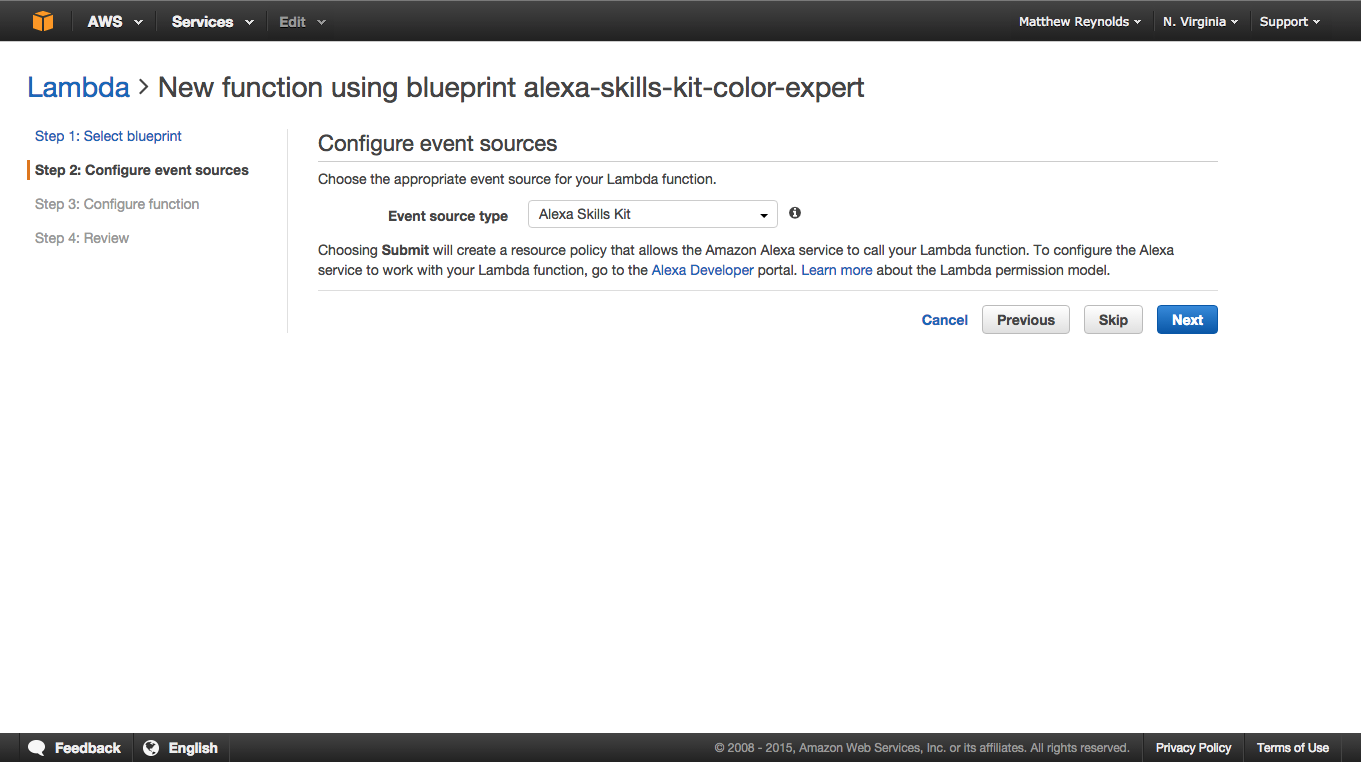 AWS Services Edit Matthew Reynolds N. Virginia Support
Lambda > New function using blueprint alexa-skills-kit-color-expert
Step 1: Select blueprint
Step 2: Configure event sources
Step 3: Configure function
Step 4: Review
Configure event sources
Choose the appropriate event source for your Lambda function.
Event source type Alexa Skills Kit
Choosing Submit will create a resource policy that allows the Amazon Alexa service to call your Lambda function. To configure the Alexa
service to work with your Lambda function, go to the Alexa Developer portal. Learn more about the Lambda permission model.
Cancel Previous Skip Next
Feedback English © 2008 - 2015, Amazon Web Services, Inc. or its affiliates. All rights reserved. Privacy Policy Terms of Use